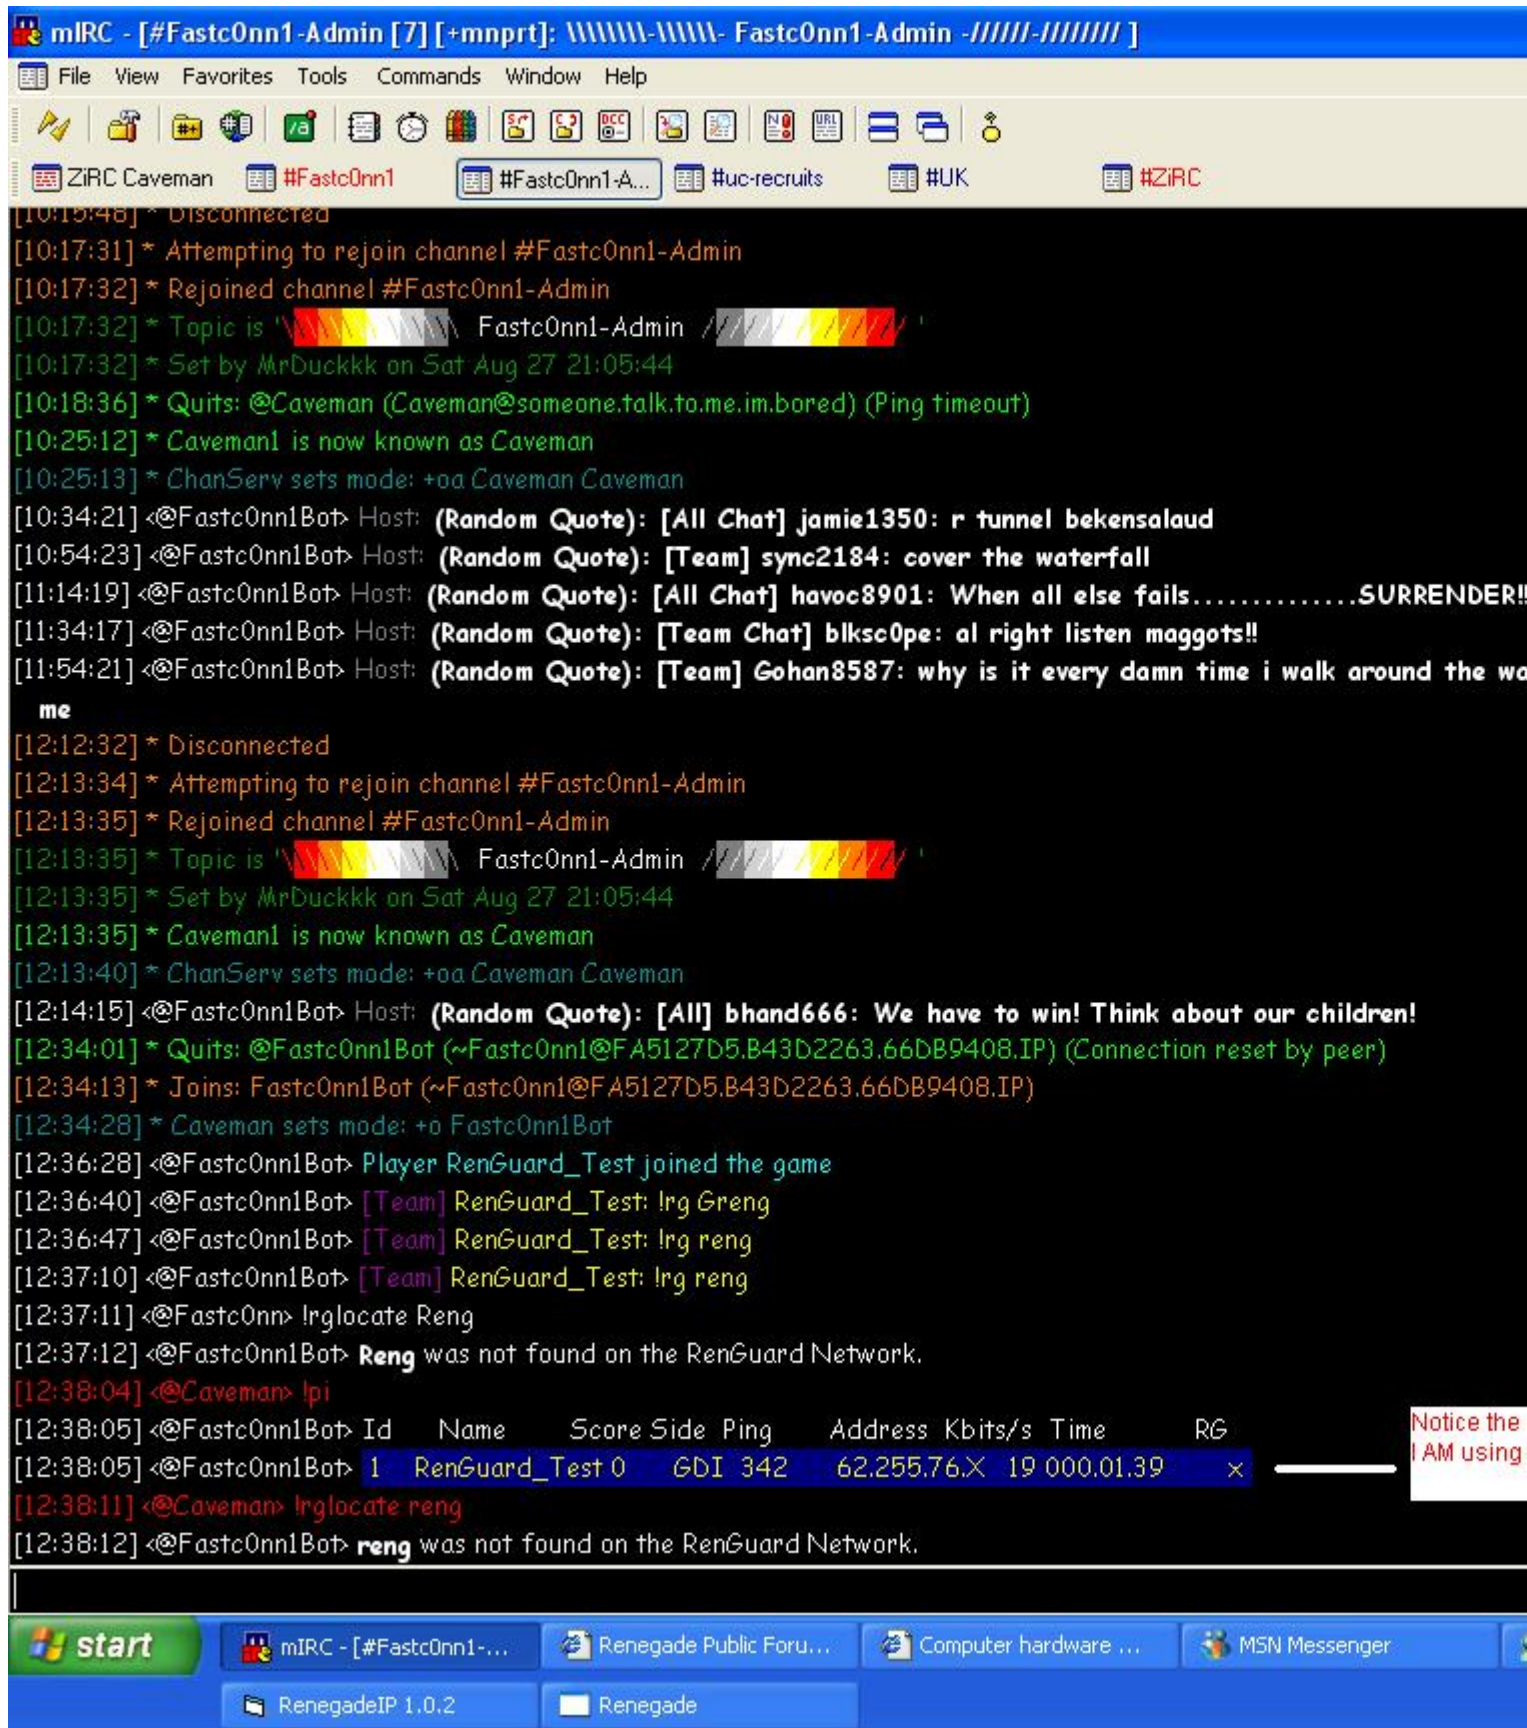 mIRC - [#Fastc0nn1-Admin [7] [+mnprt]: \\\\\\\\-\\\\\\- Fastc0nn1-Admin -//////-//////// ]
File View Favorites Tools Commands Window Help
ZiRC Caveman #Fastc0nn1 #Fastc0nn1-A... #uc-recruits #UK #ZiRC
[10:15:48] * Disconnected
[10:17:31] * Attempting to rejoin channel #Fastc0nn1-Admin
[10:17:32] * Rejoined channel #Fastc0nn1-Admin
[10:17:32] * Topic is '\\\\\\ \\\\\\ Fastc0nn1-Admin ////// /////// '
[10:17:32] * Set by MrDuckkk on Sat Aug 27 21:05:44
[10:18:36] * Quits: @Caveman (Caveman@someone.talk.to.me.im.bored) (Ping timeout)
[10:25:12] * Caveman1 is now known as Caveman
[10:25:13] * ChanServ sets mode: +oa Caveman Caveman
[10:34:21] <@Fastc0nn1Bot> Host: (Random Quote): [All Chat] jamie1350: r tunnel bekensalaud
[10:54:23] <@Fastc0nn1Bot> Host: (Random Quote): [Team] sync2184: cover the waterfall
[11:14:19] <@Fastc0nn1Bot> Host: (Random Quote): [All Chat] havoc8901: When all else fails..............SURRENDER!!
[11:34:17] <@Fastc0nn1Bot> Host: (Random Quote): [Team Chat] blksc0pe: al right listen maggots!!
[11:54:21] <@Fastc0nn1Bot> Host: (Random Quote): [Team] Gohan8587: why is it every damn time i walk around the wa
me
[12:12:32] * Disconnected
[12:13:34] * Attempting to rejoin channel #Fastc0nn1-Admin
[12:13:35] * Rejoined channel #Fastc0nn1-Admin
[12:13:35] * Topic is '\\\\\\ \\\\\\ Fastc0nn1-Admin ////// /////// '
[12:13:35] * Set by MrDuckkk on Sat Aug 27 21:05:44
[12:13:35] * Caveman1 is now known as Caveman
[12:13:40] * ChanServ sets mode: +oa Caveman Caveman
[12:14:15] <@Fastc0nn1Bot> Host: (Random Quote): [All] bhand666: We have to win! Think about our children!
[12:34:01] * Quits: @Fastc0nn1Bot (~Fastc0nn1@FA5127D5.B43D2263.66DB9408.IP) (Connection reset by peer)
[12:34:13] * Joins: Fastc0nn1Bot (~Fastc0nn1@FA5127D5.B43D2263.66DB9408.IP)
[12:34:28] * Caveman sets mode: +o Fastc0nn1Bot
[12:36:28] <@Fastc0nn1Bot> Player RenGuard_Test joined the game
[12:36:40] <@Fastc0nn1Bot> [Team] RenGuard_Test: !rg Greng
[12:36:47] <@Fastc0nn1Bot> [Team] RenGuard_Test: !rg reng
[12:37:10] <@Fastc0nn1Bot> [Team] RenGuard_Test: !rg reng
[12:37:11] <@Fastc0nn> !rglocate Reng
[12:37:12] <@Fastc0nn1Bot> Reng was not found on the RenGuard Network.
[12:38:04] <@Caveman> !pi
[12:38:05] <@Fastc0nn1Bot> Id Name Score Side Ping Address Kbits/s Time RG
[12:38:05] <@Fastc0nn1Bot> 1 RenGuard_Test 0 GDI 342 62.255.76.X 19 000.01.39 x
Notice the
I AM using
[12:38:11] <@Caveman> !rglocate reng
[12:38:12] <@Fastc0nn1Bot> reng was not found on the RenGuard Network.
start mIRC - [#Fastc0nn1-... Renegade Public Foru... Computer hardware ... MSN Messenger
RenegadeIP 1.0.2 Renegade